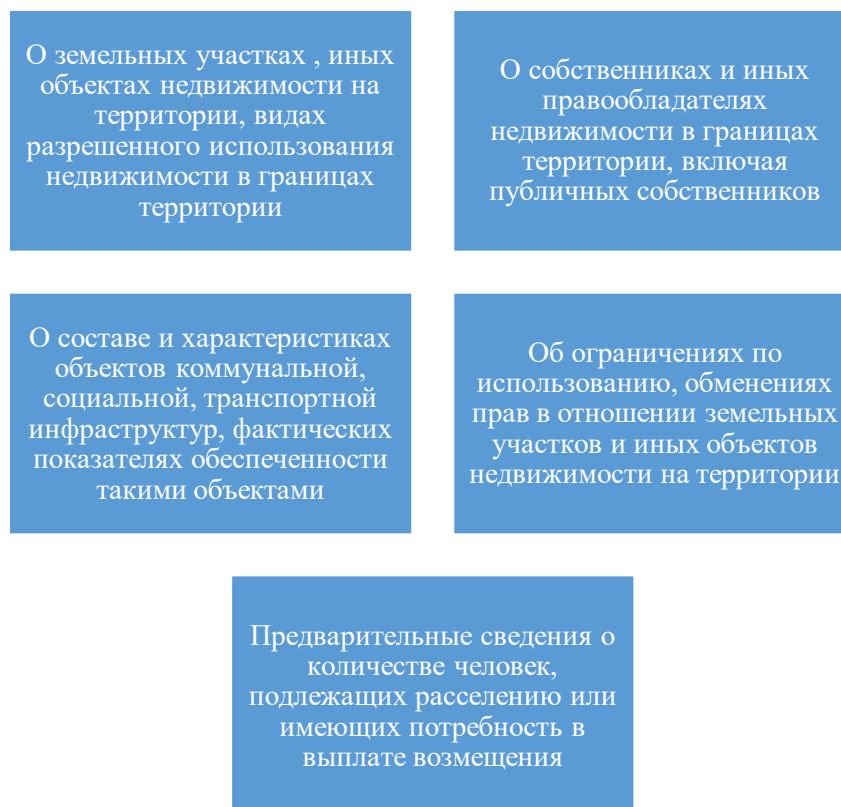 О земельных участках , иных
объектах недвижимости на
территории, видах
разрешенного использования
недвижимости в границах
территории
О собственниках и иных
правообладателях
недвижимости в границах
территории, включая
публичных собственников
О составе и характеристиках
объектов коммунальной,
социальной, транспортной
инфраструктур, фактических
показателях обеспеченности
такими объектами
Об ограничениях по
использованию, обменениях
прав в отношении земельных
участков и иных объектов
недвижимости на территории
Предварительные сведения о
количестве человек,
подлежащих расселению или
имеющих потребность в
выплате возмещения